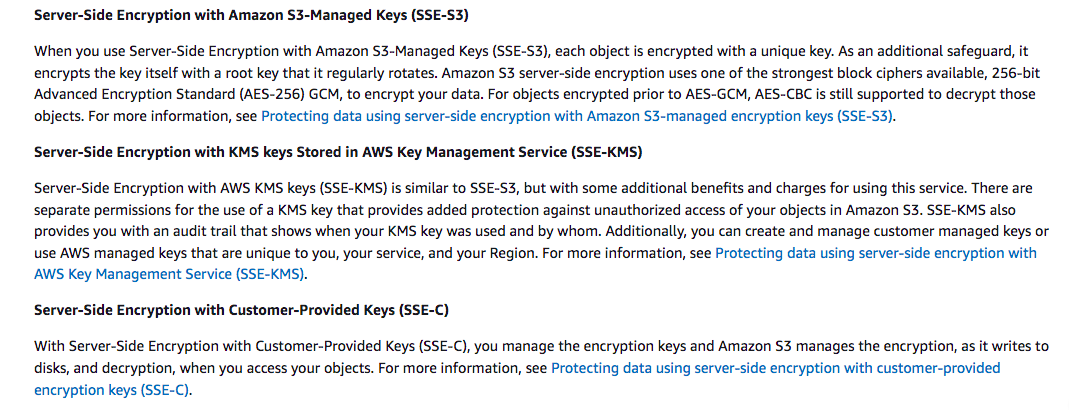 Server-Side Encryption with Amazon S3-Managed Keys (SSE-S3)
When you use Server-Side Encryption with Amazon S3-Managed Keys (SSE-S3), each object is encrypted with a unique key. As an additional safeguard, it
encrypts the key itself with a root key that it regularly rotates. Amazon S3 server-side encryption uses one of the strongest block ciphers available, 256-bit
Advanced Encryption Standard (AES-256) GCM, to encrypt your data. For objects encrypted prior to AES-GCM, AES-CBC is still supported to decrypt those
objects. For more information, see Protecting data using server-side encryption with Amazon S3-managed encryption keys (SSE-S3).
Server-Side Encryption with KMS keys Stored in AWS Key Management Service (SSE-KMS)
Server-Side Encryption with AWS KMS keys (SSE-KMS) is similar to SSE-S3, but with some additional benefits and charges for using this service. There are
separate permissions for the use of a KMS key that provides added protection against unauthorized access of your objects in Amazon S3. SSE-KMS also
provides you with an audit trail that shows when your KMS key was used and by whom. Additionally, you can create and manage customer managed keys or
use AWS managed keys that are unique to you, your service, and your Region. For more information, see Protecting data using server-side encryption with
AWS Key Management Service (SSE-KMS).
Server-Side Encryption with Customer-Provided Keys (SSE-C)
With Server-Side Encryption with Customer-Provided Keys (SSE-C), you manage the encryption keys and Amazon S3 manages the encryption, as it writes to
disks, and decryption, when you access your objects. For more information, see Protecting data using server-side encryption with customer-provided
encryption keys (SSE-C).